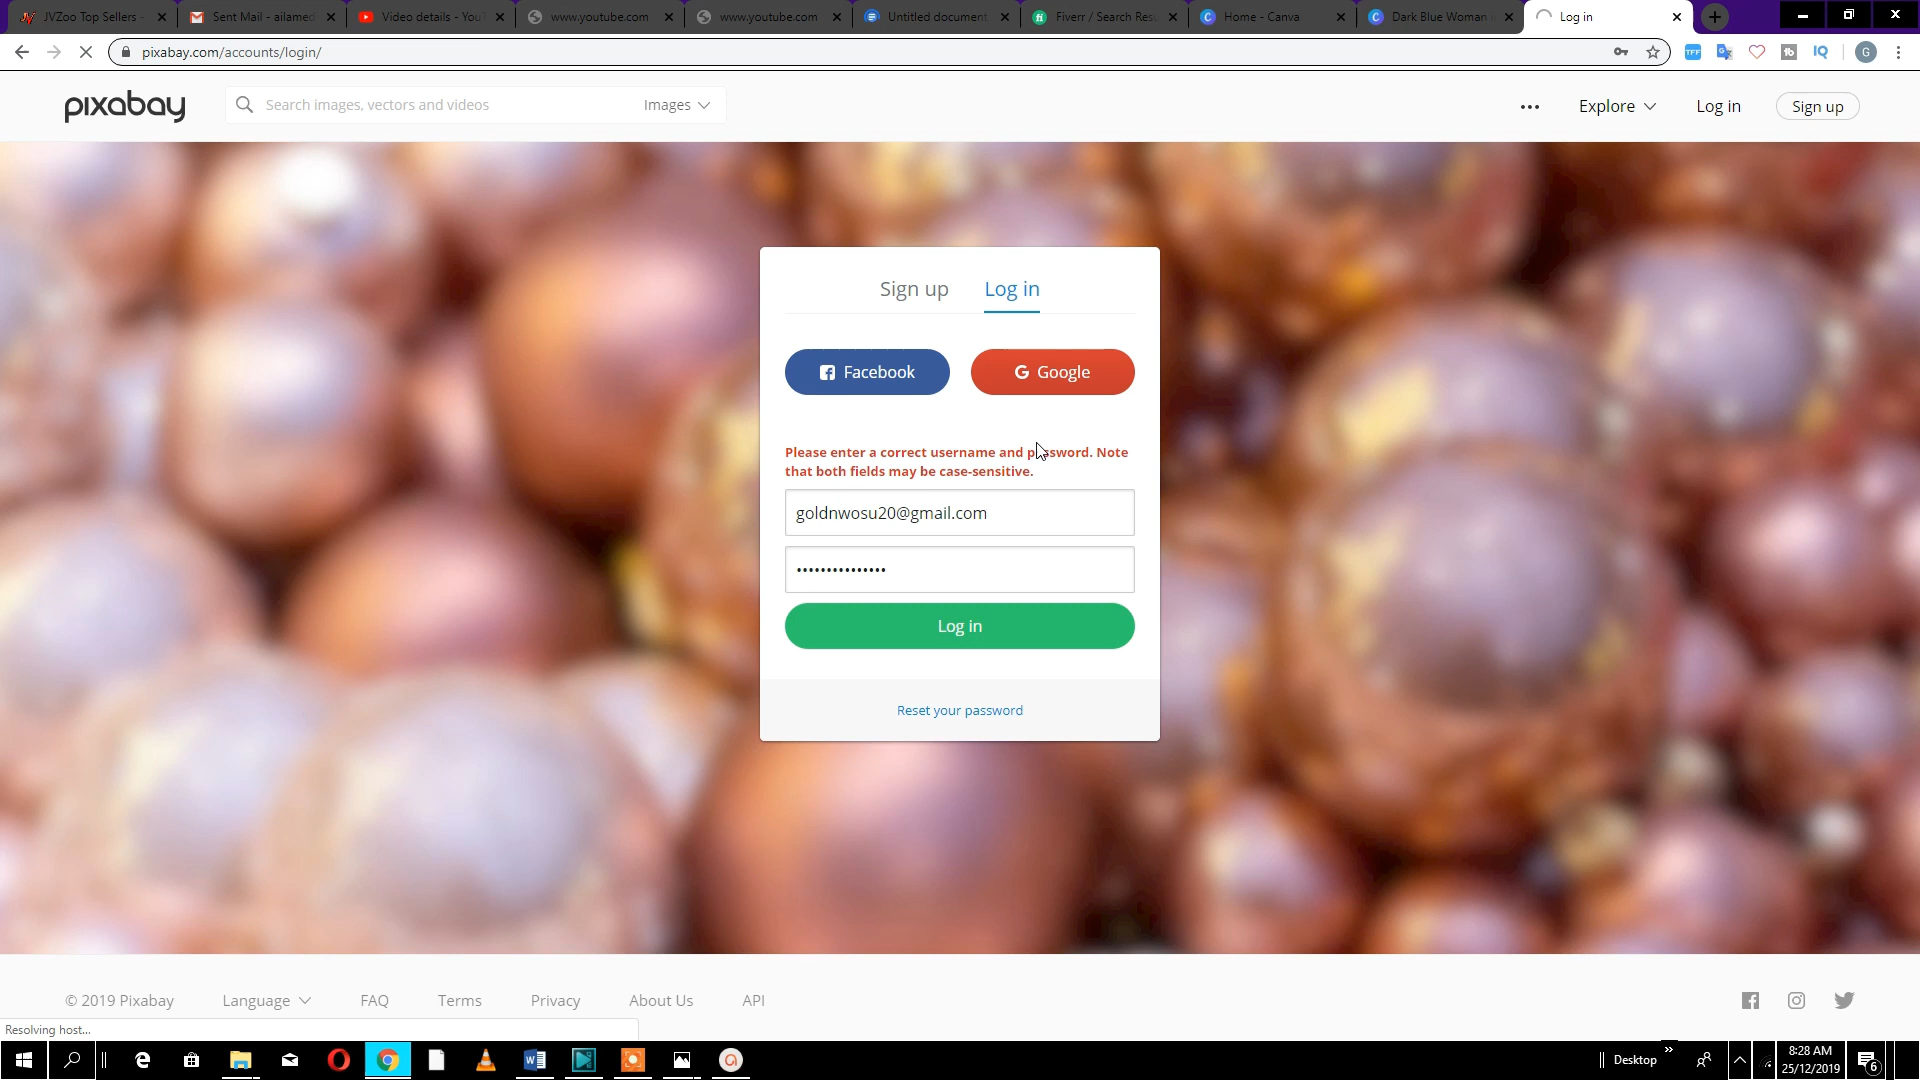 JVZoo Top Sellers -
Sent Mail - ailamed
Video details - YouT
www.youtube.com
www.youtube.com
Untitled document
Fiverr / Search Resu
Home - Canva
Dark Blue Woman
Log in
pixabay.com/accounts/login/
TFF
IQ
G
pixabay
Search images, vectors and videos
Images
Explore
Log in
Sign up
Sign up
Log in
Facebook
Google
Please enter a correct username and password. Note
that both fields may be case-sensitive.
goldnwosu20@gmail.com
•••••••••••••••
Log in
Reset your password
© 2019 Pixabay
Language
FAQ
Terms
Privacy
About Us
API
Resolving host...
Desktop
8:28 AM
25/12/2019
6